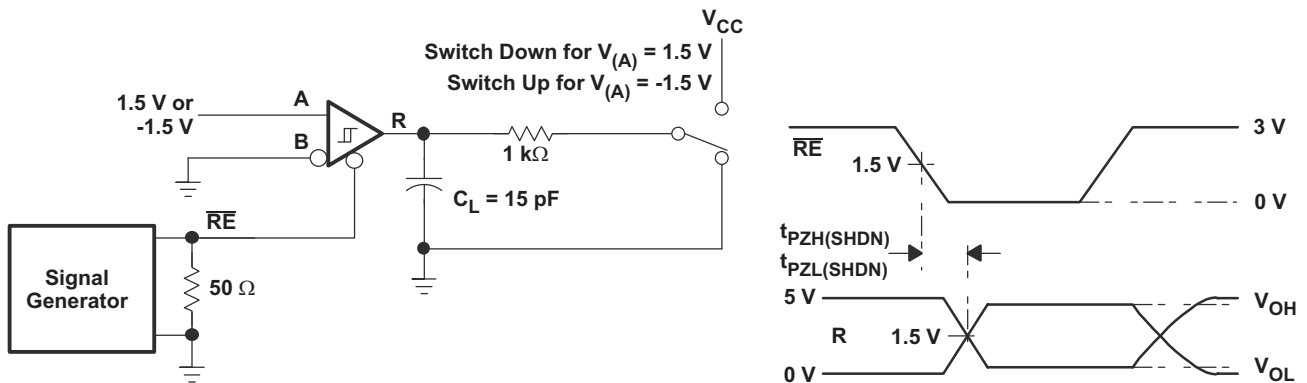 V_CC
Switch Down for V_(A) = 1.5 V
Switch Up for V_(A) = -1.5 V
1.5 V or
-1.5 V
A
B
R
1 kΩ
C_L = 15 pF
R̅E̅
Signal
Generator
50 Ω
R̅E̅
3 V
1.5 V
0 V
t_PZH(SHDN)
t_PZL(SHDN)
5 V
V_OH
R
1.5 V
0 V
V_OL